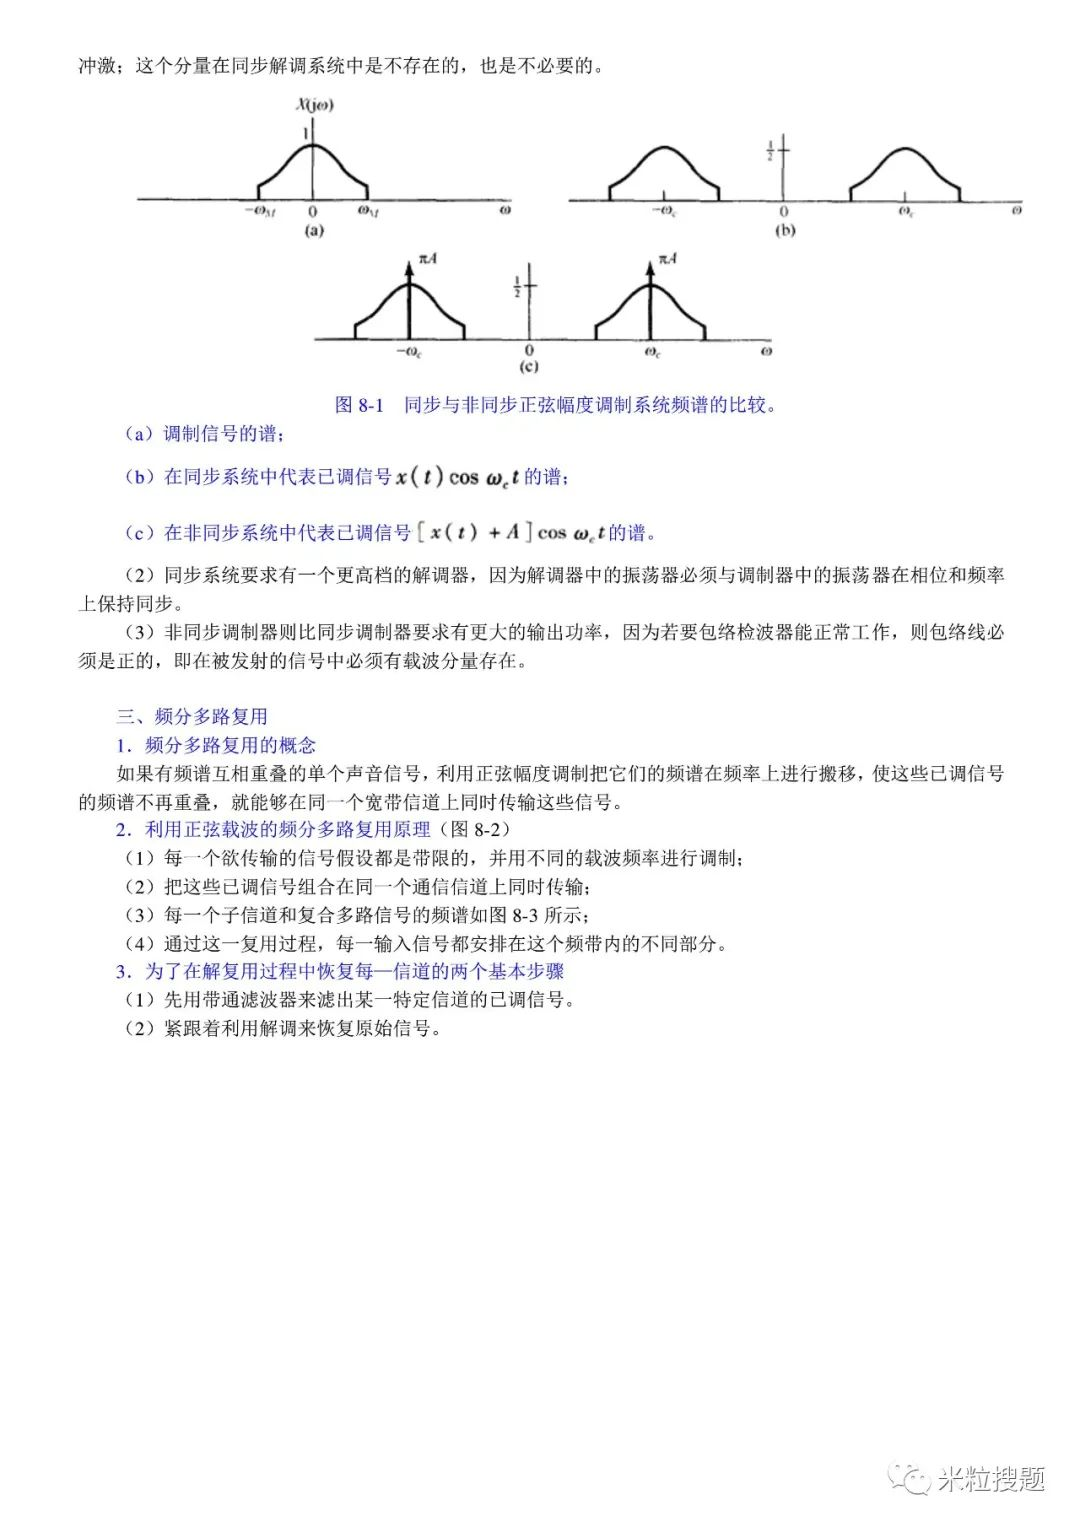 冲激；这个分量在同步解调系统中是不存在的，也是不必要的。
X(jω)
1
-ω_M 0 ω_M ω
(a)
1/2
-ω_c 0 ω_c ω
(b)
πA πA
1/2
-ω_c 0 ω_c ω
(c)
图 8-1 同步与非同步正弦幅度调制系统频谱的比较。
（a）调制信号的谱；
（b）在同步系统中代表已调信号 x(t) cos ω_c t 的谱；
（c）在非同步系统中代表已调信号 [x(t) + A] cos ω_c t 的谱。
（2）同步系统要求有一个更高档的解调器，因为解调器中的振荡器必须与调制器中的振荡器在相位和频率
上保持同步。
（3）非同步调制器则比同步调制器要求有更大的输出功率，因为若要包络检波器能正常工作，则包络线必
须是正的，即在被发射的信号中必须有载波分量存在。
三、频分多路复用
1．频分多路复用的概念
如果有频谱互相重叠的单个声音信号，利用正弦幅度调制把它们的频谱在频率上进行搬移，使这些已调信号
的频谱不再重叠，就能够在同一个宽带信道上同时传输这些信号。
2．利用正弦载波的频分多路复用原理（图 8-2）
（1）每一个欲传输的信号假设都是带限的，并用不同的载波频率进行调制；
（2）把这些已调信号组合在同一个通信信道上同时传输；
（3）每一个子信道和复合多路信号的频谱如图 8-3 所示；
（4）通过这一复用过程，每一输入信号都安排在这个频带内的不同部分。
3．为了在解复用过程中恢复每—信道的两个基本步骤
（1）先用带通滤波器来滤出某一特定信道的已调信号。
（2）紧跟着利用解调来恢复原始信号。
米粒搜题